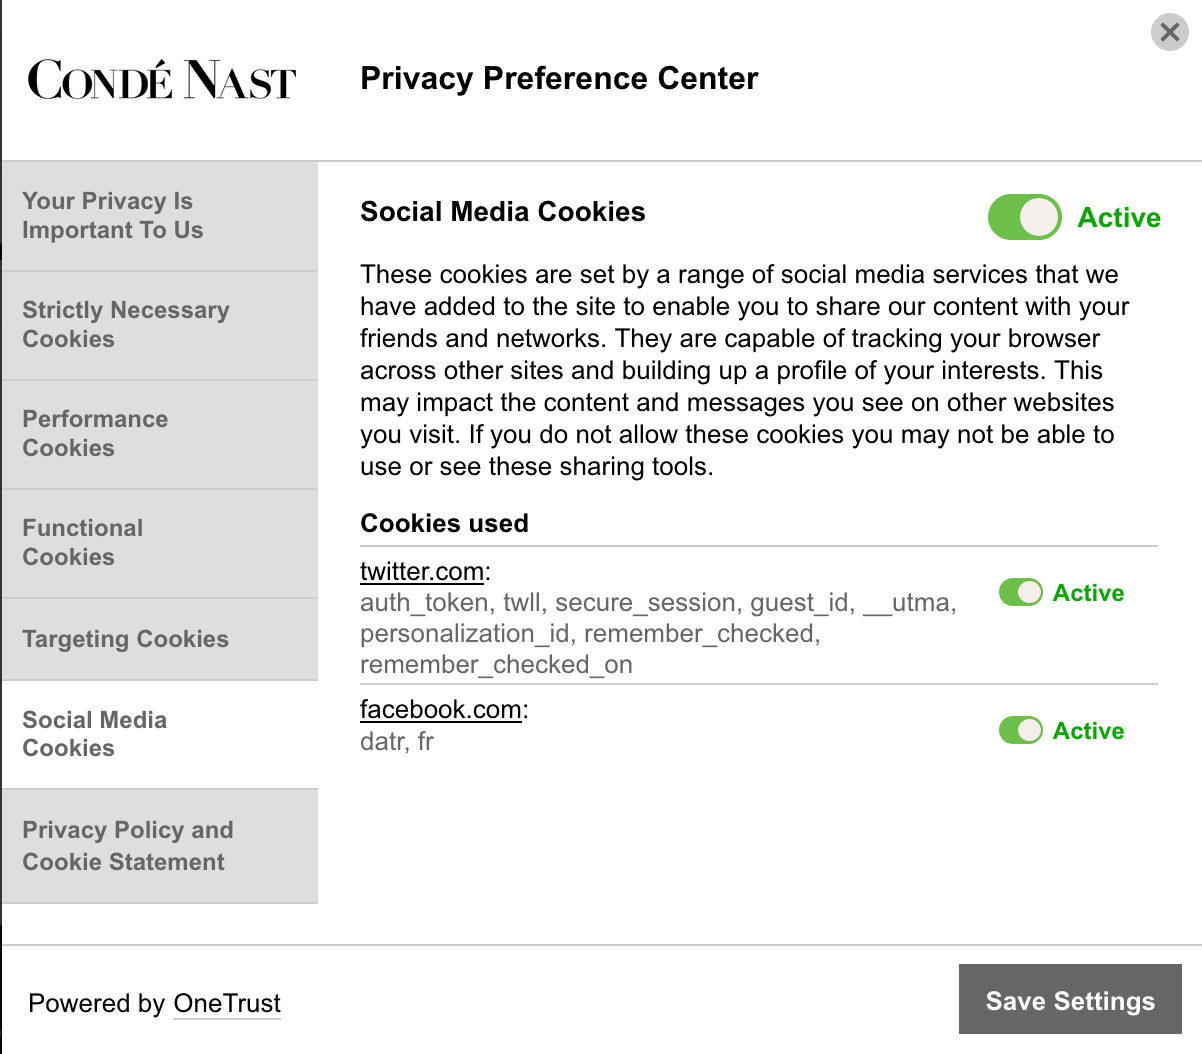 CONDÉ NAST
Privacy Preference Center
Your Privacy Is
Important To Us
Strictly Necessary
Cookies
Performance
Cookies
Functional
Cookies
Targeting Cookies
Social Media
Cookies
Privacy Policy and
Cookie Statement
Social Media Cookies
Active
These cookies are set by a range of social media services that we
have added to the site to enable you to share our content with your
friends and networks. They are capable of tracking your browser
across other sites and building up a profile of your interests. This
may impact the content and messages you see on other websites
you visit. If you do not allow these cookies you may not be able to
use or see these sharing tools.
Cookies used
twitter.com:
auth_token, twll, secure_session, guest_id, __utma,
personalization_id, remember_checked,
remember_checked_on
Active
facebook.com:
datr, fr
Active
Powered by OneTrust
Save Settings